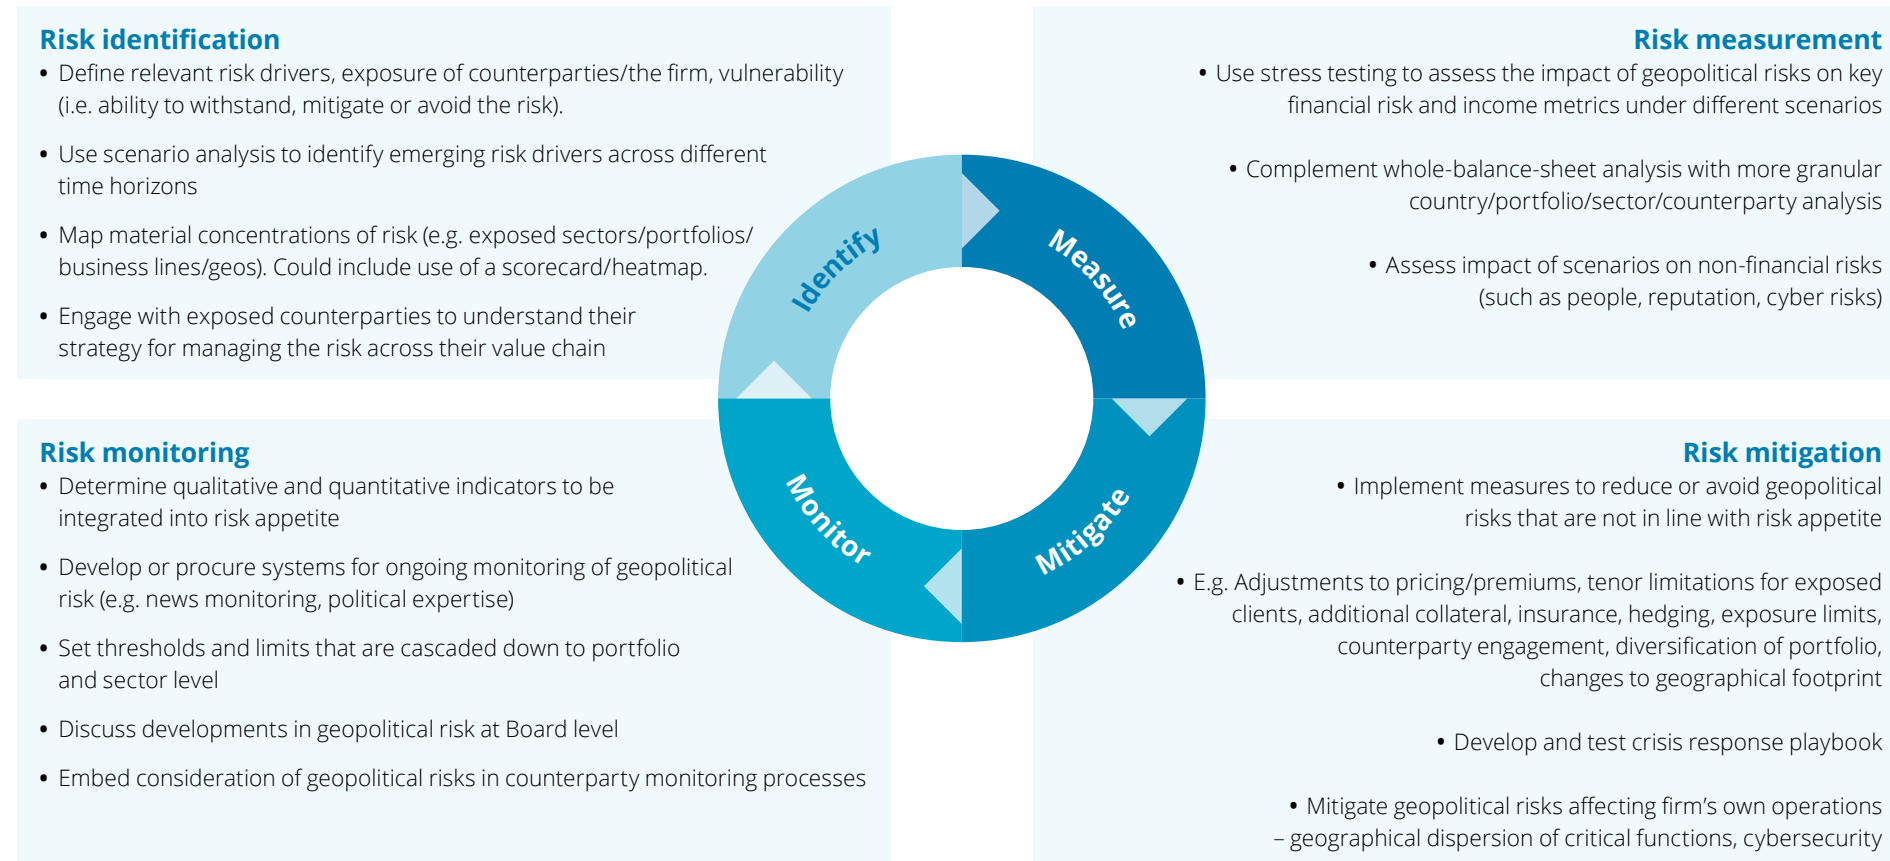 Risk identification
• Define relevant risk drivers, exposure of counterparties/the firm, vulnerability
(i.e. ability to withstand, mitigate or avoid the risk).
• Use scenario analysis to identify emerging risk drivers across different
time horizons
• Map material concentrations of risk (e.g. exposed sectors/portfolios/
business lines/geos). Could include use of a scorecard/heatmap.
• Engage with exposed counterparties to understand their
strategy for managing the risk across their value chain
Risk measurement
• Use stress testing to assess the impact of geopolitical risks on key
financial risk and income metrics under different scenarios
• Complement whole-balance-sheet analysis with more granular
country/portfolio/sector/counterparty analysis
• Assess impact of scenarios on non-financial risks
(such as people, reputation, cyber risks)
Identify
Measure
Monitor
Mitigate
Risk monitoring
• Determine qualitative and quantitative indicators to be
integrated into risk appetite
• Develop or procure systems for ongoing monitoring of geopolitical
risk (e.g. news monitoring, political expertise)
• Set thresholds and limits that are cascaded down to portfolio
and sector level
• Discuss developments in geopolitical risk at Board level
• Embed consideration of geopolitical risks in counterparty monitoring processes
Risk mitigation
• Implement measures to reduce or avoid geopolitical
risks that are not in line with risk appetite
• E.g. Adjustments to pricing/premiums, tenor limitations for exposed
clients, additional collateral, insurance, hedging, exposure limits,
counterparty engagement, diversification of portfolio,
changes to geographical footprint
• Develop and test crisis response playbook
• Mitigate geopolitical risks affecting firm's own operations
– geographical dispersion of critical functions, cybersecurity